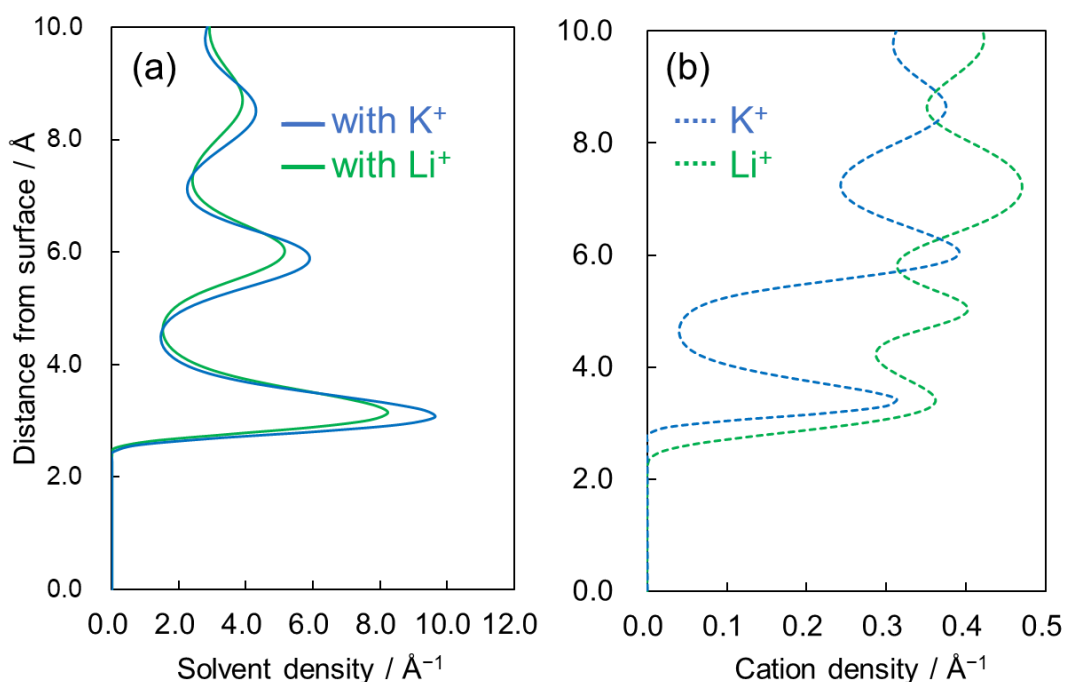 (a)
with K⁺
with Li⁺
Distance from surface / Å
10.0
8.0
6.0
4.0
2.0
0.0
0.0 2.0 4.0 6.0 8.0 10.0 12.0
Solvent density / Å⁻¹
(b)
K⁺
Li⁺
10.0
8.0
6.0
4.0
2.0
0.0
0.0 0.1 0.2 0.3 0.4 0.5
Cation density / Å⁻¹